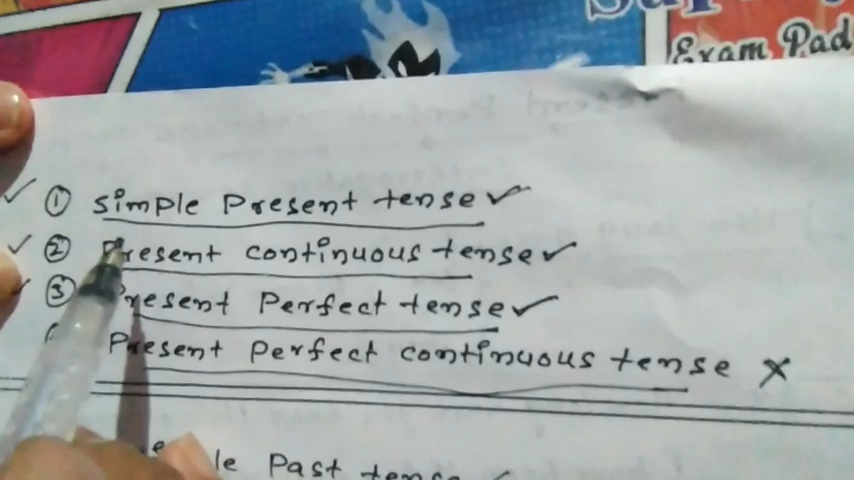 Exam Pad
✓ ① Simple Present tense ✓
✓ ② Present continuous tense ✓
③ Present Perfect tense ✓
Present Perfect continuous tense ✗
Past tense